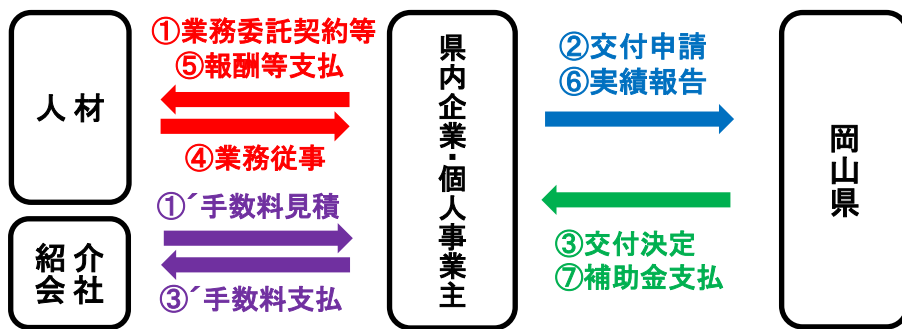 人材
①業務委託契約等
⑤報酬等支払
④業務従事
紹介
会社
①´手数料見積
③´手数料支払
県内企業・個人事業主
②交付申請
⑥実績報告
③交付決定
⑦補助金支払
岡山県